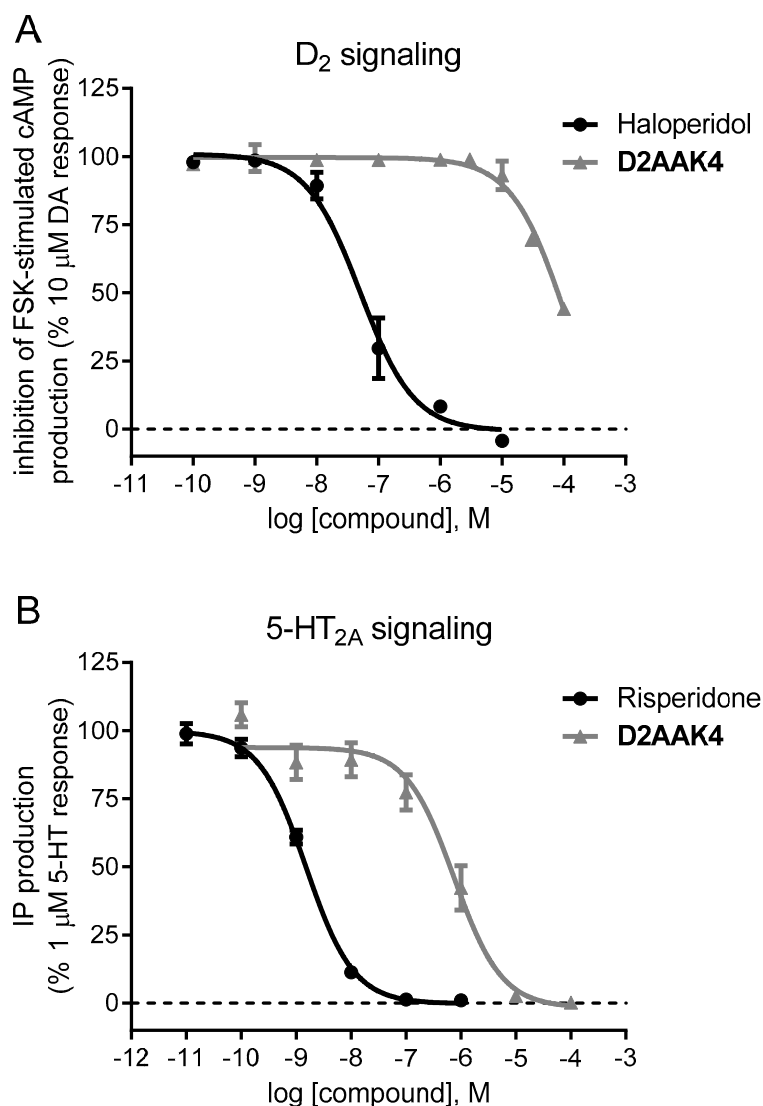 A
D₂ signaling
inhibition of FSK-stimulated cAMP
production (% 10 μM DA response)
125
100
75
50
25
0
-11 -10 -9 -8 -7 -6 -5 -4 -3
log [compound], M
Haloperidol
D2AAK4
B
5-HT₂A signaling
IP production
(% 1 μM 5-HT response)
125
100
75
50
25
0
-12 -11 -10 -9 -8 -7 -6 -5 -4 -3
log [compound], M
Risperidone
D2AAK4